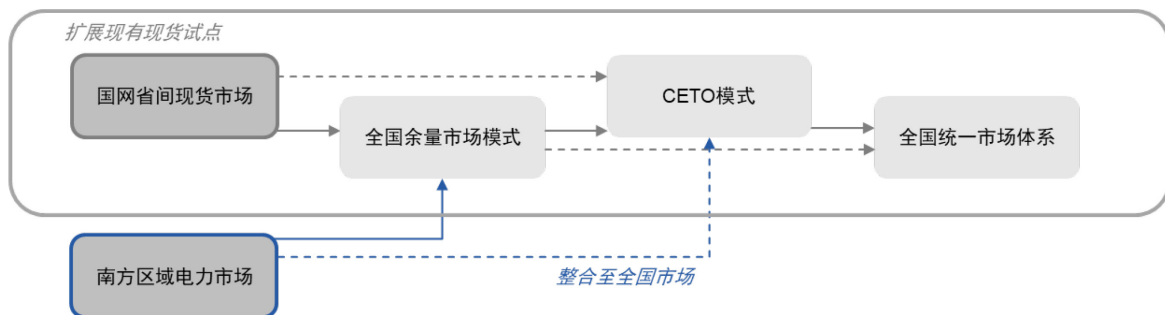 扩展现有现货试点
国网省间现货市场
CETO模式
全国余量市场模式
全国统一市场体系
南方区域电力市场
整合至全国市场